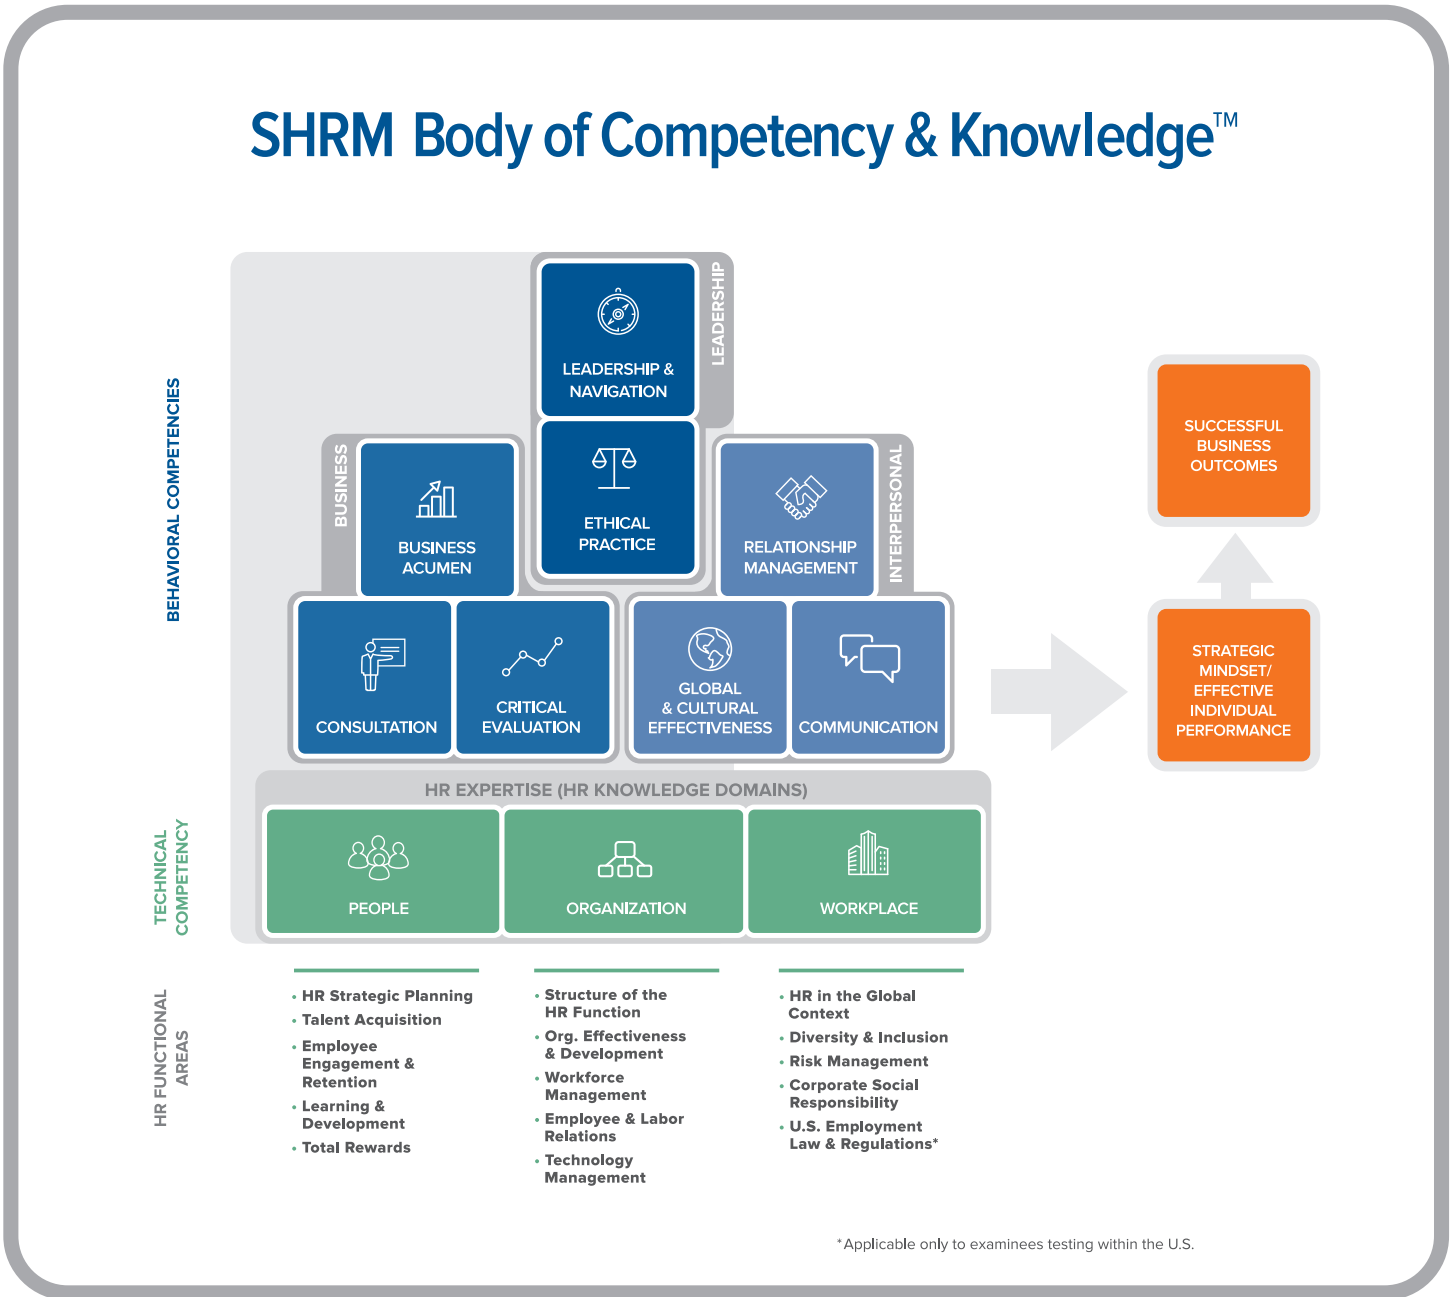 SHRM Body of Competency & Knowledge™
BEHAVIORAL COMPETENCIES
LEADERSHIP
LEADERSHIP &
NAVIGATION
ETHICAL
PRACTICE
BUSINESS
BUSINESS
ACUMEN
CONSULTATION
CRITICAL
EVALUATION
INTERPERSONAL
RELATIONSHIP
MANAGEMENT
GLOBAL
& CULTURAL
EFFECTIVENESS
COMMUNICATION
SUCCESSFUL
BUSINESS
OUTCOMES
STRATEGIC
MINDSET/
EFFECTIVE
INDIVIDUAL
PERFORMANCE
TECHNICAL
COMPETENCY
HR EXPERTISE (HR KNOWLEDGE DOMAINS)
PEOPLE
ORGANIZATION
WORKPLACE
HR FUNCTIONAL
AREAS
• HR Strategic Planning
• Talent Acquisition
• Employee
Engagement &
Retention
• Learning &
Development
• Total Rewards
• Structure of the
HR Function
• Org. Effectiveness
& Development
• Workforce
Management
• Employee & Labor
Relations
• Technology
Management
• HR in the Global
Context
• Diversity & Inclusion
• Risk Management
• Corporate Social
Responsibility
• U.S. Employment
Law & Regulations*
*Applicable only to examinees testing within the U.S.